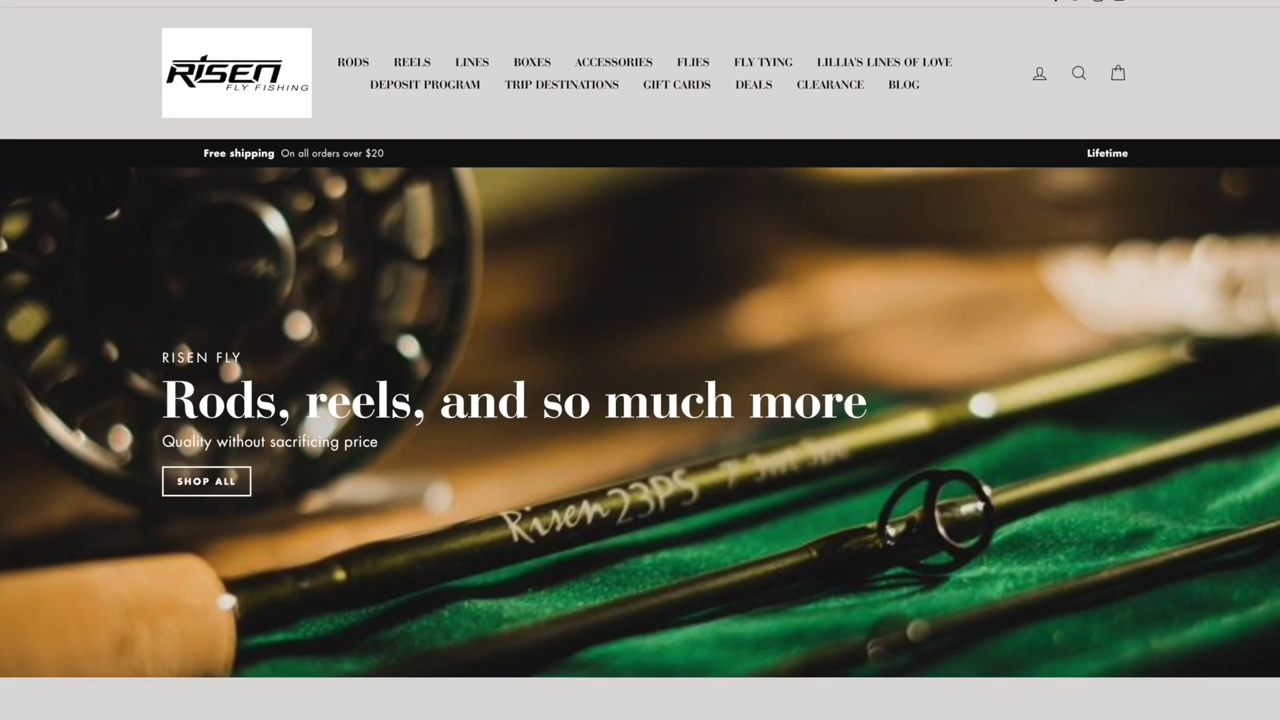 RISEN
FLY FISHING
RODS REELS LINES BOXES ACCESSORIES FLIES FLY TYING LILLIA'S LINES OF LOVE
DEPOSIT PROGRAM TRIP DESTINATIONS GIFT CARDS DEALS CLEARANCE BLOG
Free shipping On all orders over $20
Lifetime
RISEN FLY
Rods, reels, and so much more
Quality without sacrificing price
SHOP ALL
Risen 23PS